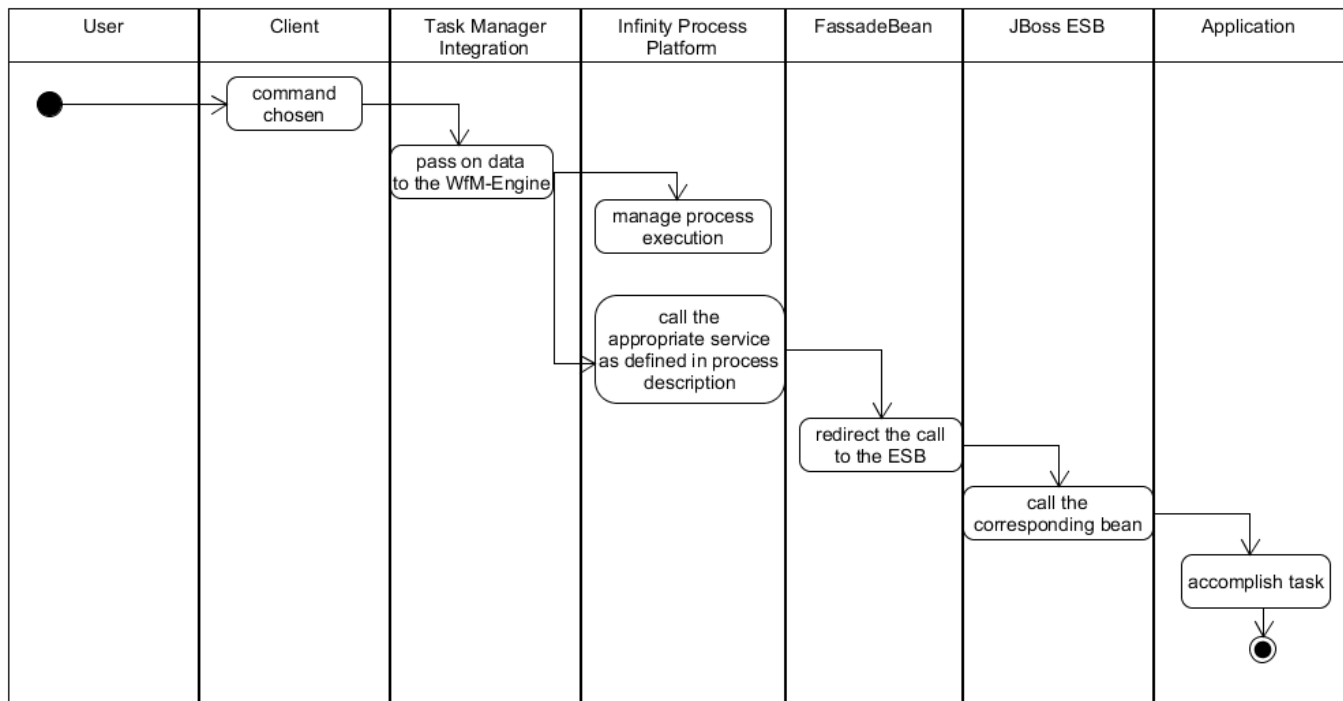 User
Client
Task Manager
Integration
Infinity Process
Platform
FassadeBean
JBoss ESB
Application
command
chosen
pass on data
to the WfM-Engine
manage process
execution
call the
appropriate service
as defined in process
description
redirect the call
to the ESB
call the
corresponding bean
accomplish task